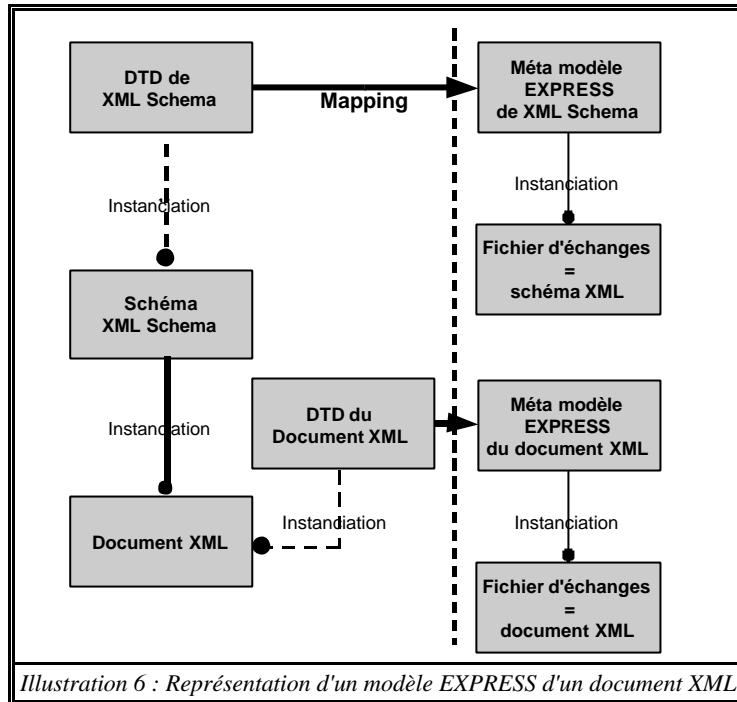 DTD de
XML Schema
Mapping
Méta modèle
EXPRESS
de XML Schema
Instanciation
Instanciation
Schéma
XML Schema
Fichier d'échanges
=
schéma XML
Instanciation
DTD du
Document XML
Méta modèle
EXPRESS
du document XML
Document XML
Instanciation
Instanciation
Fichier d'échanges
=
document XML
Illustration 6 : Représentation d'un modèle EXPRESS d'un document XML